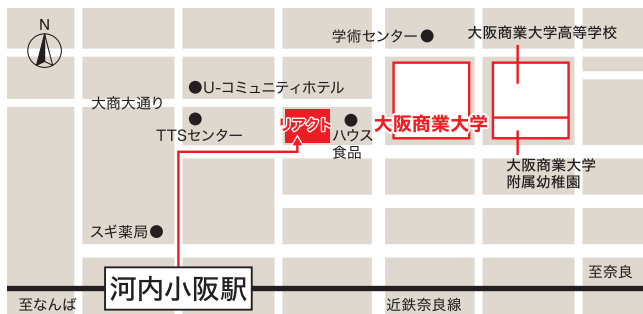 N
学術センター
大阪商業大学高等学校
U-コミュニティホテル
大商大通り
リアクト
大阪商業大学
TTSセンター
ハウス
食品
大阪商業大学
附属幼稚園
スギ薬局
河内小阪駅
至奈良
至なんば
近鉄奈良線